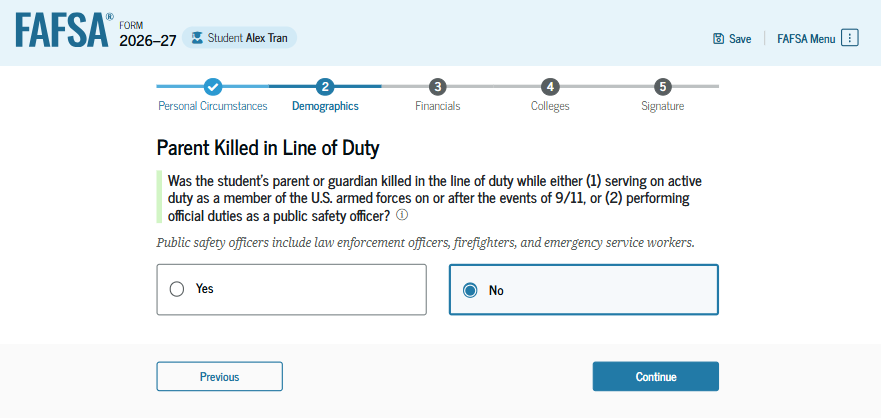 FAFSA® FORM 2026–27 Student Alex Tran Save FAFSA Menu
Personal Circumstances 2 Demographics 3 Financials 4 Colleges 5 Signature
Parent Killed in Line of Duty
Was the student's parent or guardian killed in the line of duty while either (1) serving on active
duty as a member of the U.S. armed forces on or after the events of 9/11, or (2) performing
official duties as a public safety officer?
Public safety officers include law enforcement officers, firefighters, and emergency service workers.
Yes No
Previous Continue